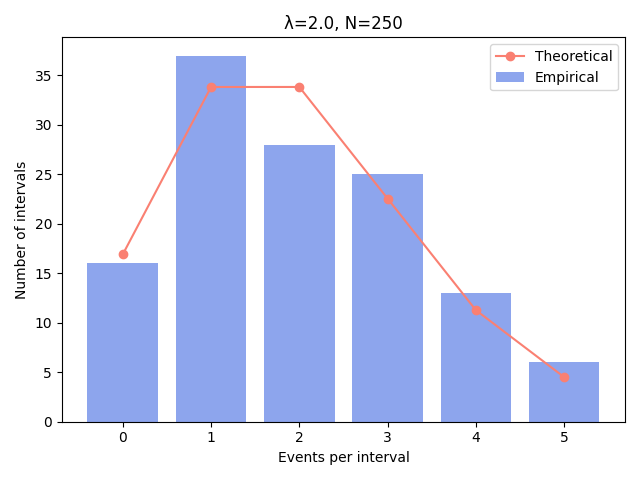 λ=2.0, N=250
Theoretical
Empirical
Number of intervals
35
30
25
20
15
10
5
0
0 1 2 3 4 5
Events per interval